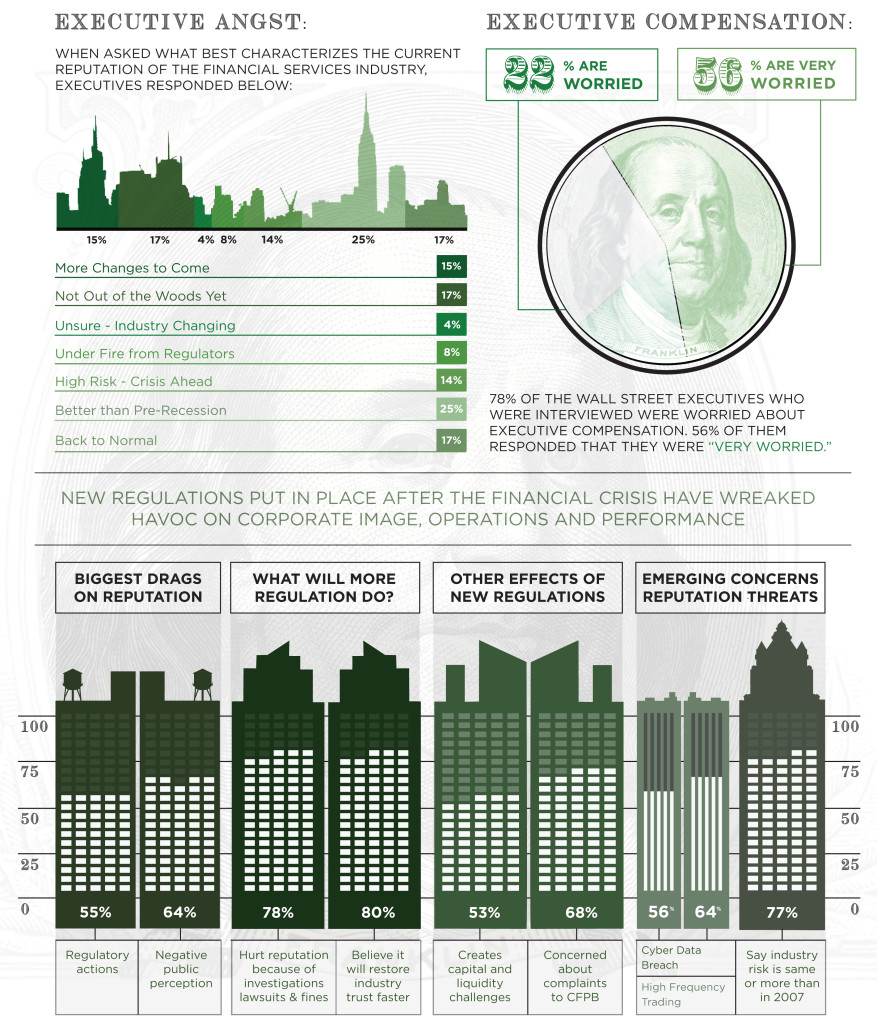 EXECUTIVE ANGST:
WHEN ASKED WHAT BEST CHARACTERIZES THE CURRENT
REPUTATION OF THE FINANCIAL SERVICES INDUSTRY,
EXECUTIVES RESPONDED BELOW:
15% 17% 4% 8% 14% 25% 17%
More Changes to Come 15%
Not Out of the Woods Yet 17%
Unsure - Industry Changing 4%
Under Fire from Regulators 8%
High Risk - Crisis Ahead 14%
Better than Pre-Recession 25%
Back to Normal 17%
EXECUTIVE COMPENSATION:
22 % ARE
WORRIED
56 % ARE VERY
WORRIED
FRANKLIN
78% OF THE WALL STREET EXECUTIVES WHO
WERE INTERVIEWED WERE WORRIED ABOUT
EXECUTIVE COMPENSATION. 56% OF THEM
RESPONDED THAT THEY WERE “VERY WORRIED.”
NEW REGULATIONS PUT IN PLACE AFTER THE FINANCIAL CRISIS HAVE WREAKED
HAVOC ON CORPORATE IMAGE, OPERATIONS AND PERFORMANCE
BIGGEST DRAGS
ON REPUTATION
WHAT WILL MORE
REGULATION DO?
OTHER EFFECTS OF
NEW REGULATIONS
EMERGING CONCERNS
REPUTATION THREATS
100 100
75 75
50 50
25 25
0 0
55% 64% 78% 80% 53% 68% 56% 64% 77%
Regulatory
actions
Negative
public
perception
Hurt reputation
because of
investigations
lawsuits & fines
Believe it
will restore
industry
trust faster
Creates
capital and
liquidity
challenges
Concerned
about
complaints
to CFPB
Cyber Data
Breach
High Frequency
Trading
Say industry
risk is same
or more than
in 2007